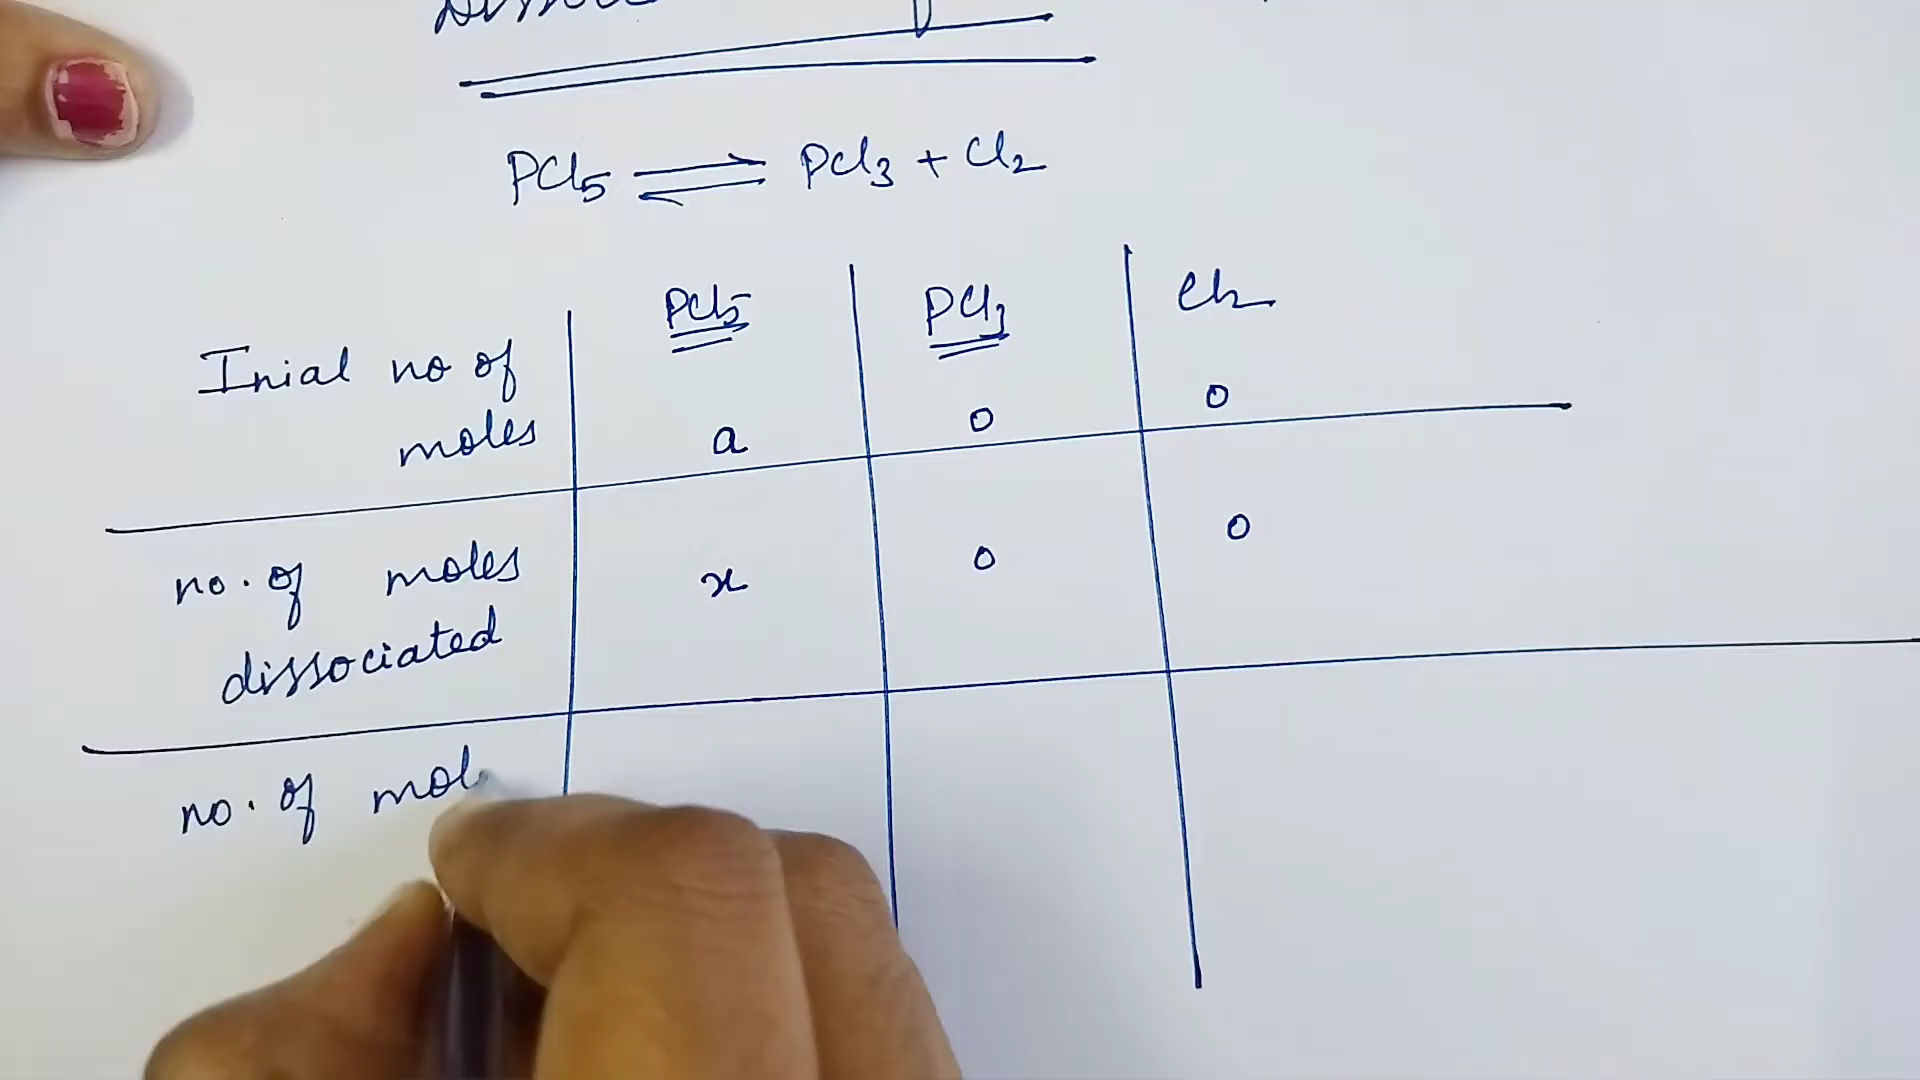 PCl5 ⇌ PCl3 + Cl2
PCl5 PCl3 Cl2
Inial no of
moles a 0 0
no. of moles x 0 0
dissociated
no. of mole